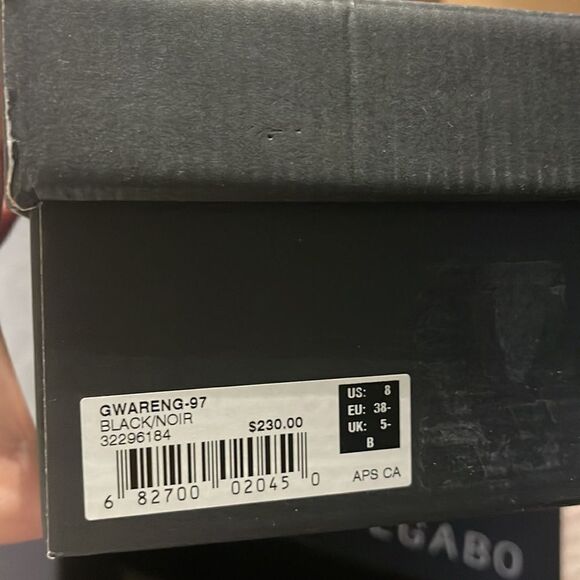 GWARENG-97
BLACK/NOIR
32296184
$230.00
US: 8
EU: 38-
UK: 5-
B
6 82700 02045 0
APS CA
EGABO